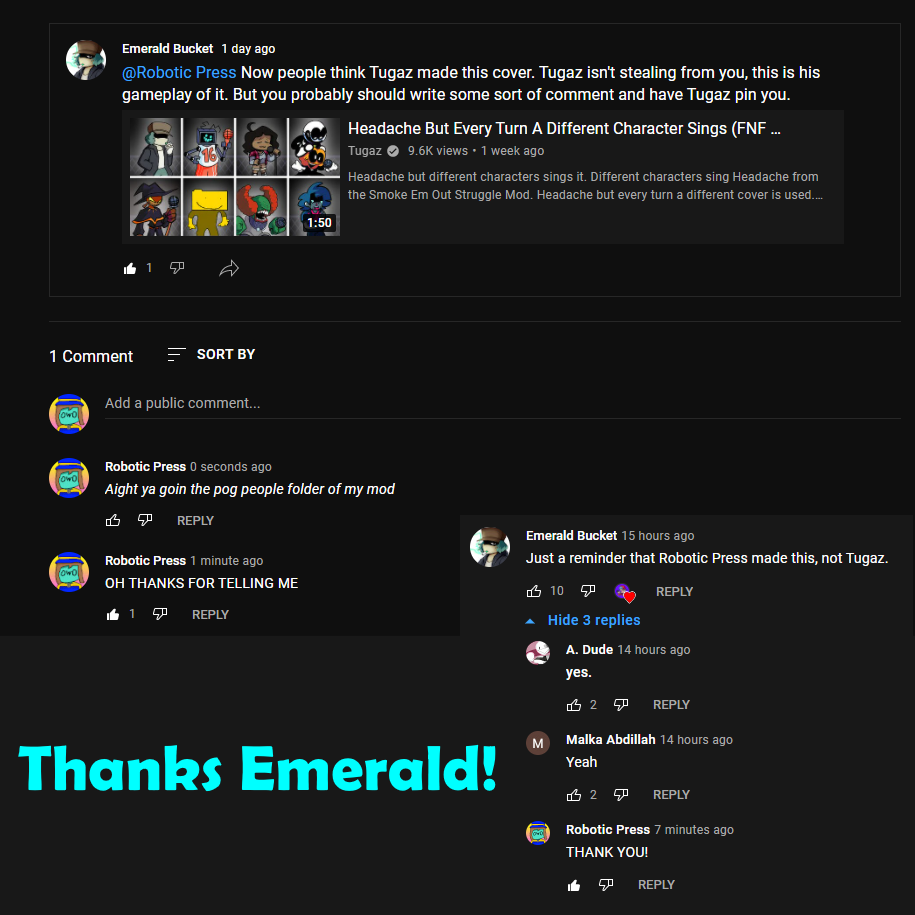 Emerald Bucket 1 day ago
@Robotic Press Now people think Tugaz made this cover. Tugaz isn't stealing from you, this is his
gameplay of it. But you probably should write some sort of comment and have Tugaz pin you.
Headache But Every Turn A Different Character Sings (FNF ...
Tugaz 9.6K views • 1 week ago
Headache but different characters sings it. Different characters sing Headache from
the Smoke Em Out Struggle Mod. Headache but every turn a different cover is used....
16
1:50
1
1 Comment SORT BY
OwO
Add a public comment...
OwO
Robotic Press 0 seconds ago
Aight ya goin the pog people folder of my mod
REPLY
OwO
Robotic Press 1 minute ago
OH THANKS FOR TELLING ME
1 REPLY
Emerald Bucket 15 hours ago
Just a reminder that Robotic Press made this, not Tugaz.
10 REPLY
Hide 3 replies
A. Dude 14 hours ago
yes.
2 REPLY
M
Malka Abdillah 14 hours ago
Yeah
2 REPLY
OwO
Robotic Press 7 minutes ago
THANK YOU!
REPLY
Thanks Emerald!